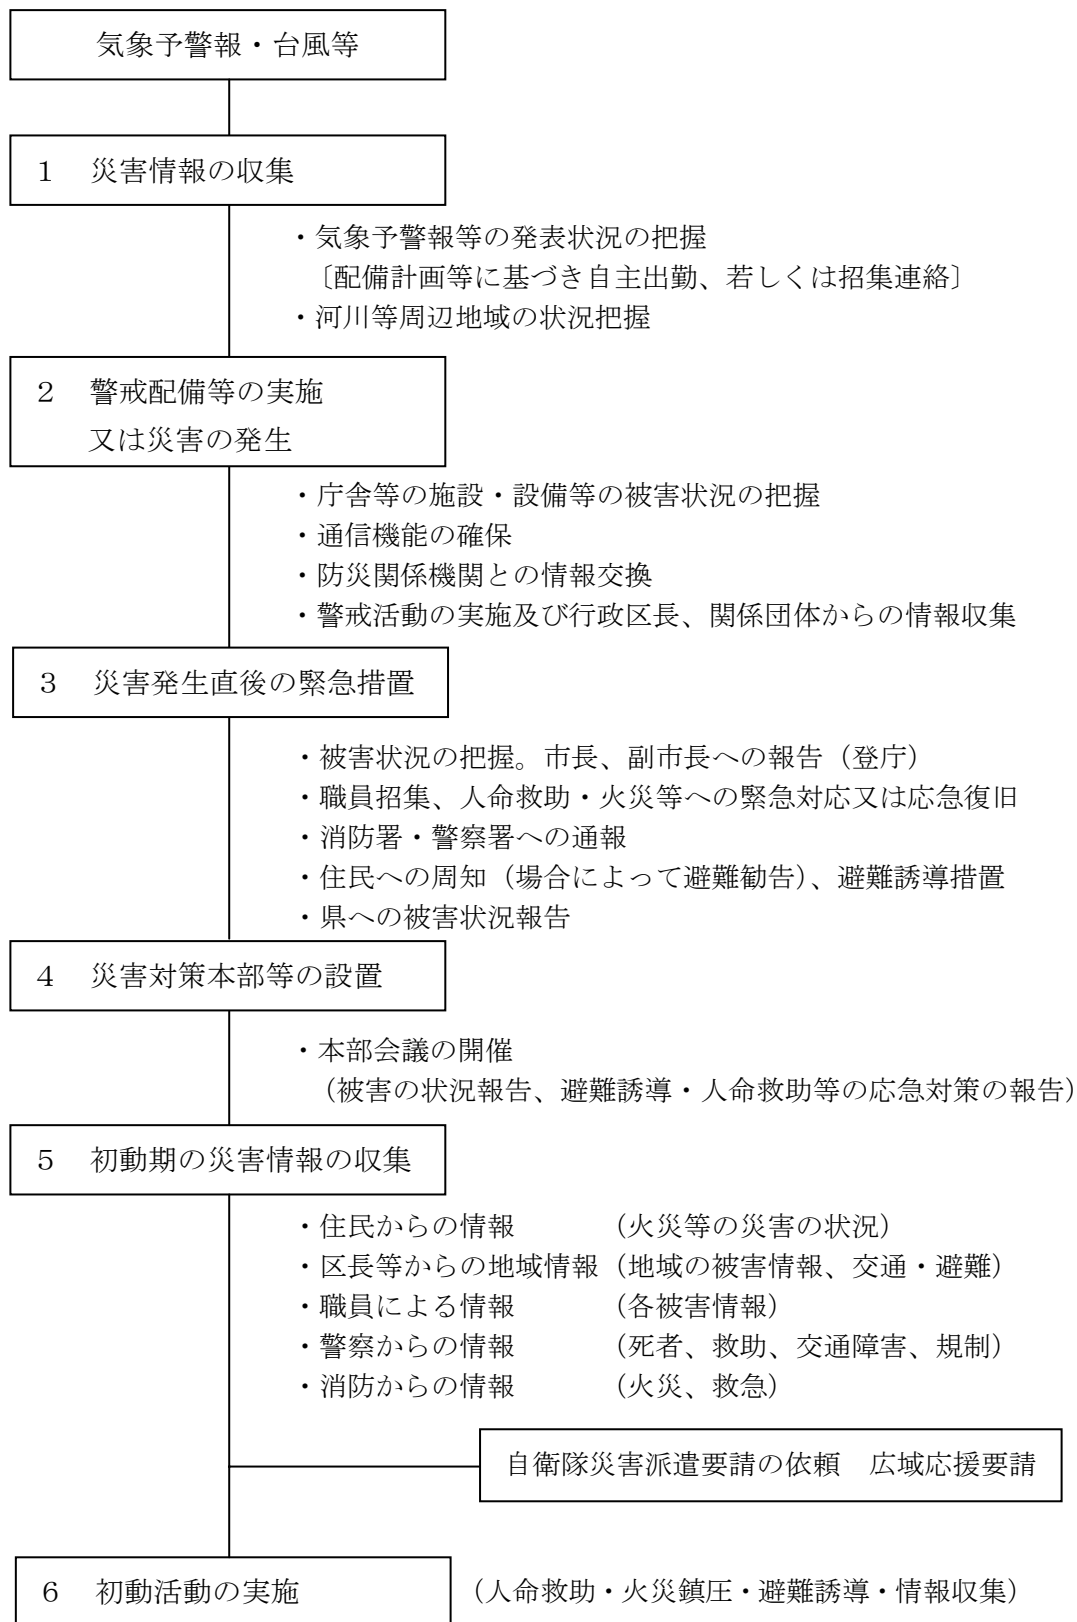 気象予警報・台風等
１　災害情報の収集
・気象予警報等の発表状況の把握
〔配備計画等に基づき自主出勤、若しくは招集連絡〕
・河川等周辺地域の状況把握
２　警戒配備等の実施
又は災害の発生
・庁舎等の施設・設備等の被害状況の把握
・通信機能の確保
・防災関係機関との情報交換
・警戒活動の実施及び行政区長、関係団体からの情報収集
３　災害発生直後の緊急措置
・被害状況の把握。市長、副市長への報告（登庁）
・職員招集、人命救助・火災等への緊急対応又は応急復旧
・消防署・警察署への通報
・住民への周知（場合によって避難勧告）、避難誘導措置
・県への被害状況報告
４　災害対策本部等の設置
・本部会議の開催
（被害の状況報告、避難誘導・人命救助等の応急対策の報告）
５　初動期の災害情報の収集
・住民からの情報　　　（火災等の災害の状況）
・区長等からの地域情報（地域の被害情報、交通・避難）
・職員による情報　　　（各被害情報）
・警察からの情報　　　（死者、救助、交通障害、規制）
・消防からの情報　　　（火災、救急）
自衛隊災害派遣要請の依頼　広域応援要請
６　初動活動の実施　（人命救助・火災鎮圧・避難誘導・情報収集）